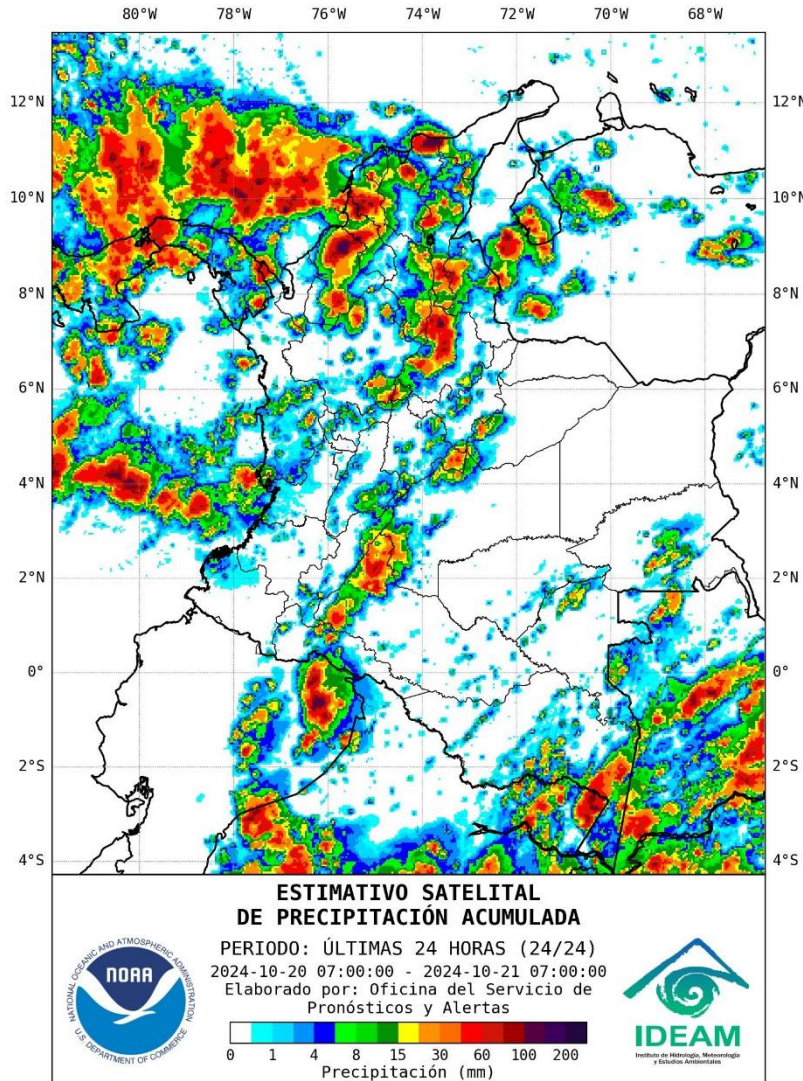 80°W 78°W 76°W 74°W 72°W 70°W 68°W
12°N 12°N
10°N 10°N
8°N 8°N
6°N 6°N
4°N 4°N
2°N 2°N
0° 0°
2°S 2°S
4°S 4°S
ESTIMATIVO SATELITAL
DE PRECIPITACIÓN ACUMULADA
PERIODO: ÚLTIMAS 24 HORAS (24/24)
2024-10-20 07:00:00 - 2024-10-21 07:00:00
Elaborado por: Oficina del Servicio de
Pronósticos y Alertas
0 1 4 8 15 30 60 100 200
Precipitación (mm)
NATIONAL OCEANIC AND ATMOSPHERIC ADMINISTRATION
NOAA
U.S. DEPARTMENT OF COMMERCE
IDEAM
Instituto de Hidrología, Meteorología
y Estudios Ambientales